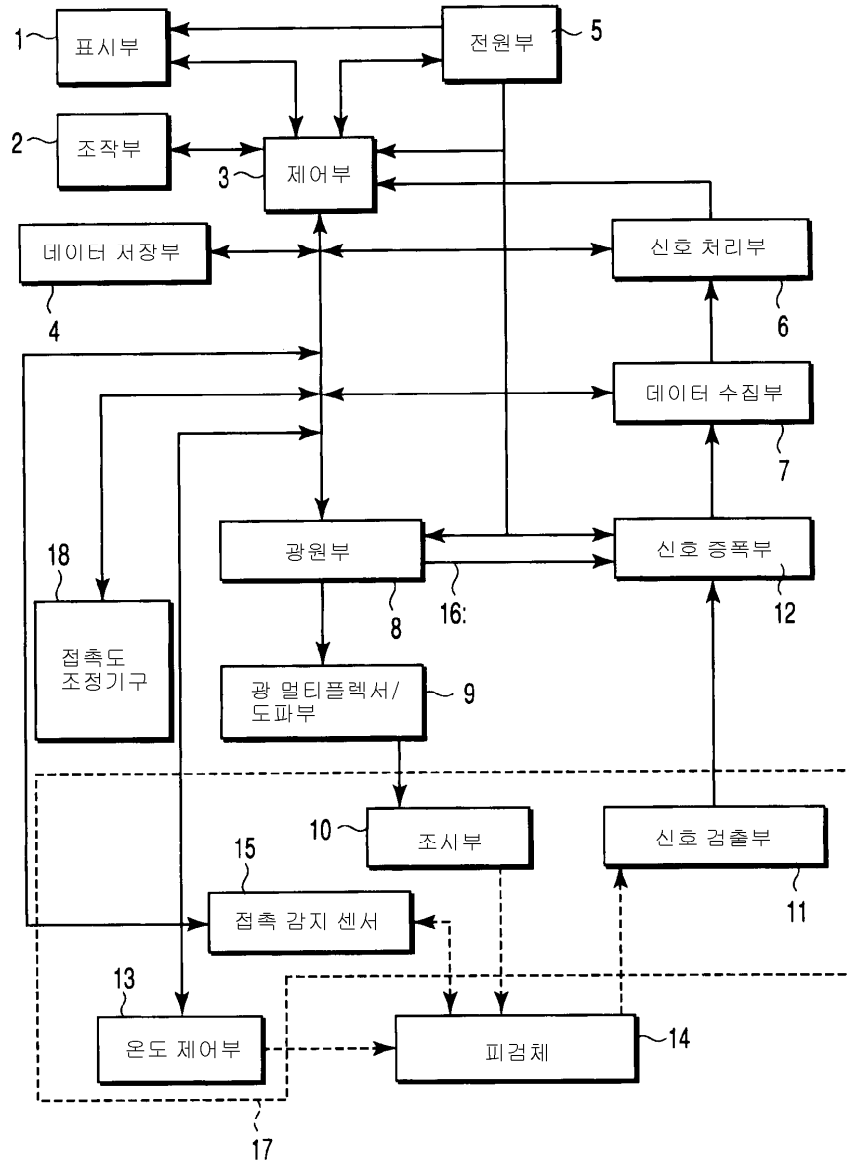 1
표시부
전원부
5
2
조작부
3
제어부
네이터 서장부
4
신호 처리부
6
데이터 수집부
7
광원부
8
16:
신호 증폭부
12
18
접촉도
조정기구
광 멀티플렉서/
도파부
9
10
조시부
신호 검출부
11
15
접촉 감지 센서
13
온도 제어부
피검체
14
17